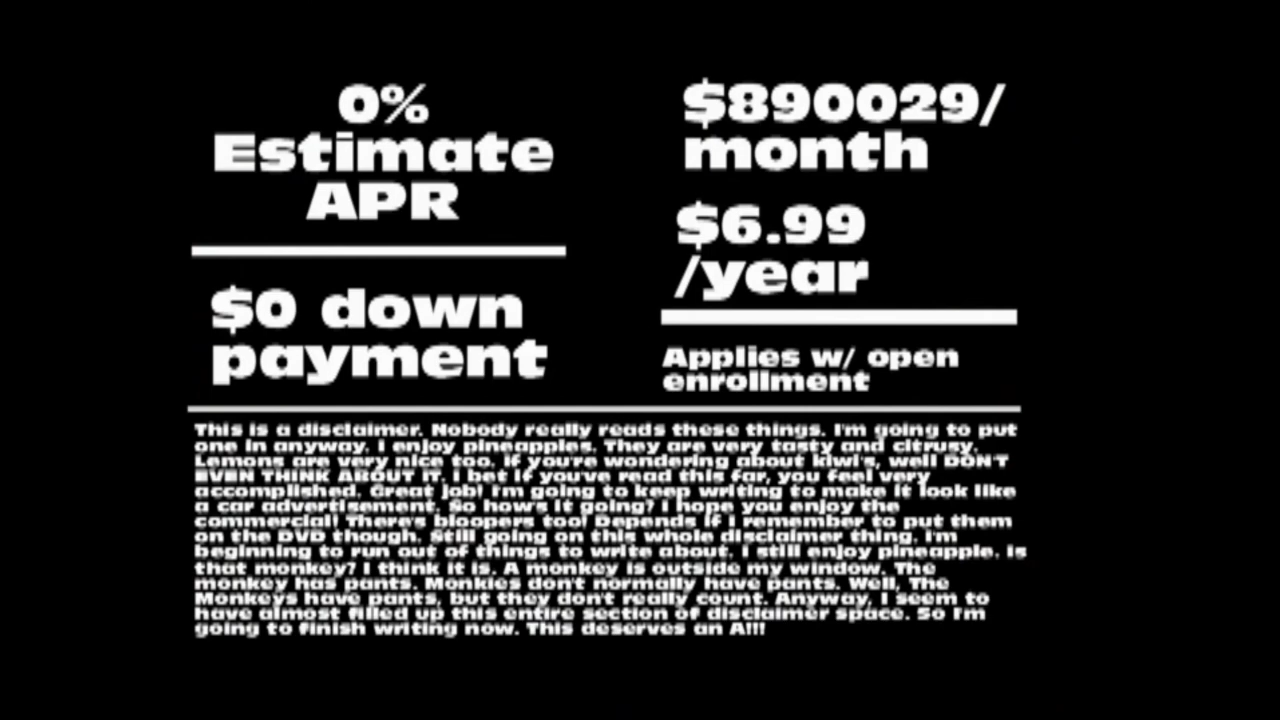 0%
Estimate
APR
$0 down
payment
$890029/
month
$6.99
/year
Applies w/ open
enrollment
This is a disclaimer. Nobody really reads these things. I'm going to put
one in anyway. I enjoy pineapples. They are very tasty and citrusy.
Lemons are very nice too. If you're wondering about kiwi's, well DON'T
EVEN THINK ABOUT IT. I bet if you've read this far, you feel very
accomplished. Great job! I'm going to keep writing to make it look like
a car advertisement. So how's it going? I hope you enjoy the
commercial! There's bloopers too! Depends if I remember to put them
on the DVD though. Still going on this whole disclaimer thing. I'm
beginning to run out of things to write about. I still enjoy pineapple. Is
that monkey? I think it is. A monkey is outside my window. The
monkey has pants. Monkies don't normally have pants. Well, The
Monkeys have pants, but they don't really count. Anyway, I seem to
have almost filled up this entire section of disclaimer space. So I'm
going to finish writing now. This deserves an A!!!